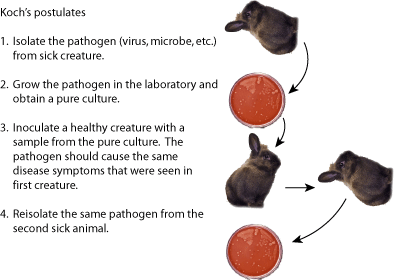 Koch's postulates
1. Isolate the pathogen (virus, microbe, etc.)
from sick creature.
2. Grow the pathogen in the laboratory and
obtain a pure culture.
3. Inoculate a healthy creature with a
sample from the pure culture. The
pathogen should cause the same
disease symptoms that were seen in
first creature.
4. Reisolate the same pathogen from the
second sick animal.